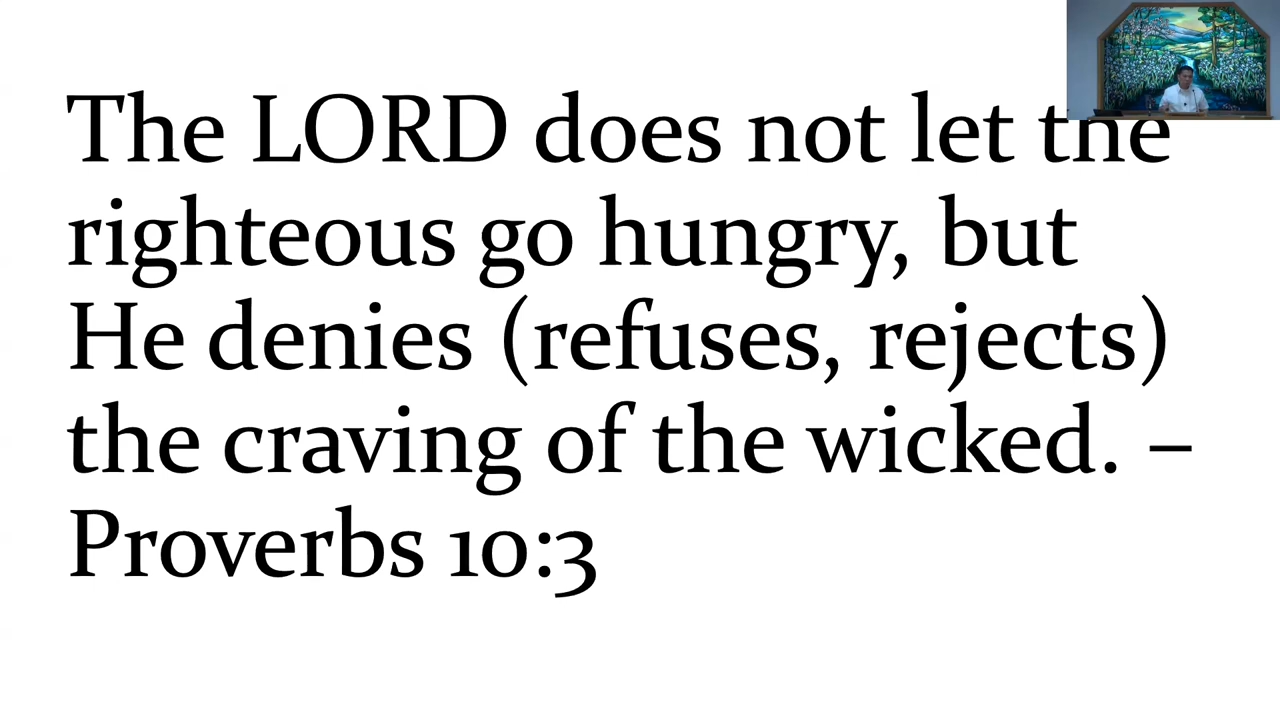 The LORD does not let the
righteous go hungry, but
He denies (refuses, rejects)
the craving of the wicked. –
Proverbs 10:3